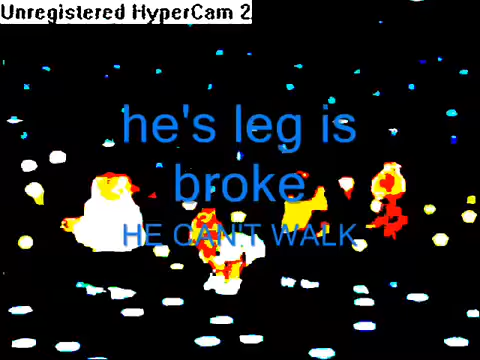 Unregistered HyperCam 2
he's leg is
broke
HE CAN'T WALK